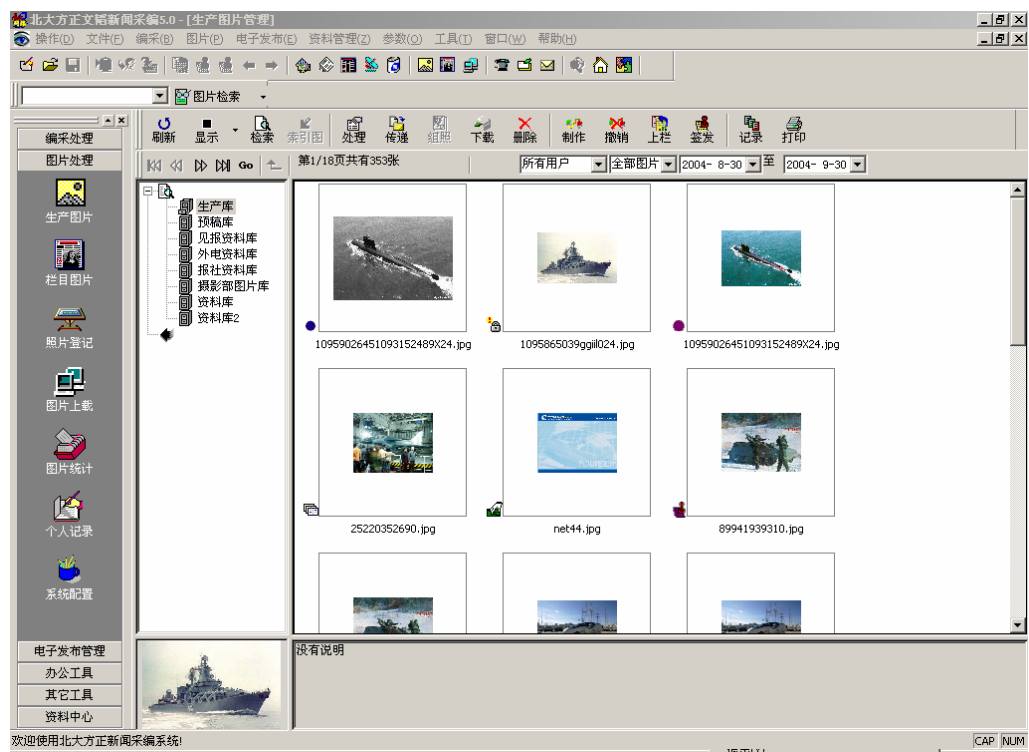 北大方正文韬新闻采编5.0 - [生产图片管理]
操作(O) 文件(F) 编采(B) 图片(P) 电子发布(E) 资料管理(Z) 参数(O) 工具(T) 窗口(W) 帮助(H)
图片检索
编采处理
图片处理
生产图片
栏目图片
照片登记
图片上载
图片统计
个人记录
系统配置
电子发布管理
办公工具
其它工具
资料中心
刷新 显示 检索 索引图 处理 传递 组照 下载 删除 制作 撤销 上栏 签发 记录 打印
Go 第1/18页共有353张 所有用户 全部图片 2004- 8-30 至 2004- 9-30
生产库
预稿库
见报资料库
外电资料库
报社资料库
摄影部图片库
资料库
资料库2
10959026451093152489X24.jpg 1095865039ggiil024.jpg 10959026451093152489X24.jpg
25220352690.jpg net44.jpg 89941939310.jpg
没有说明
欢迎使用北大方正新闻采编系统! CAP NUM